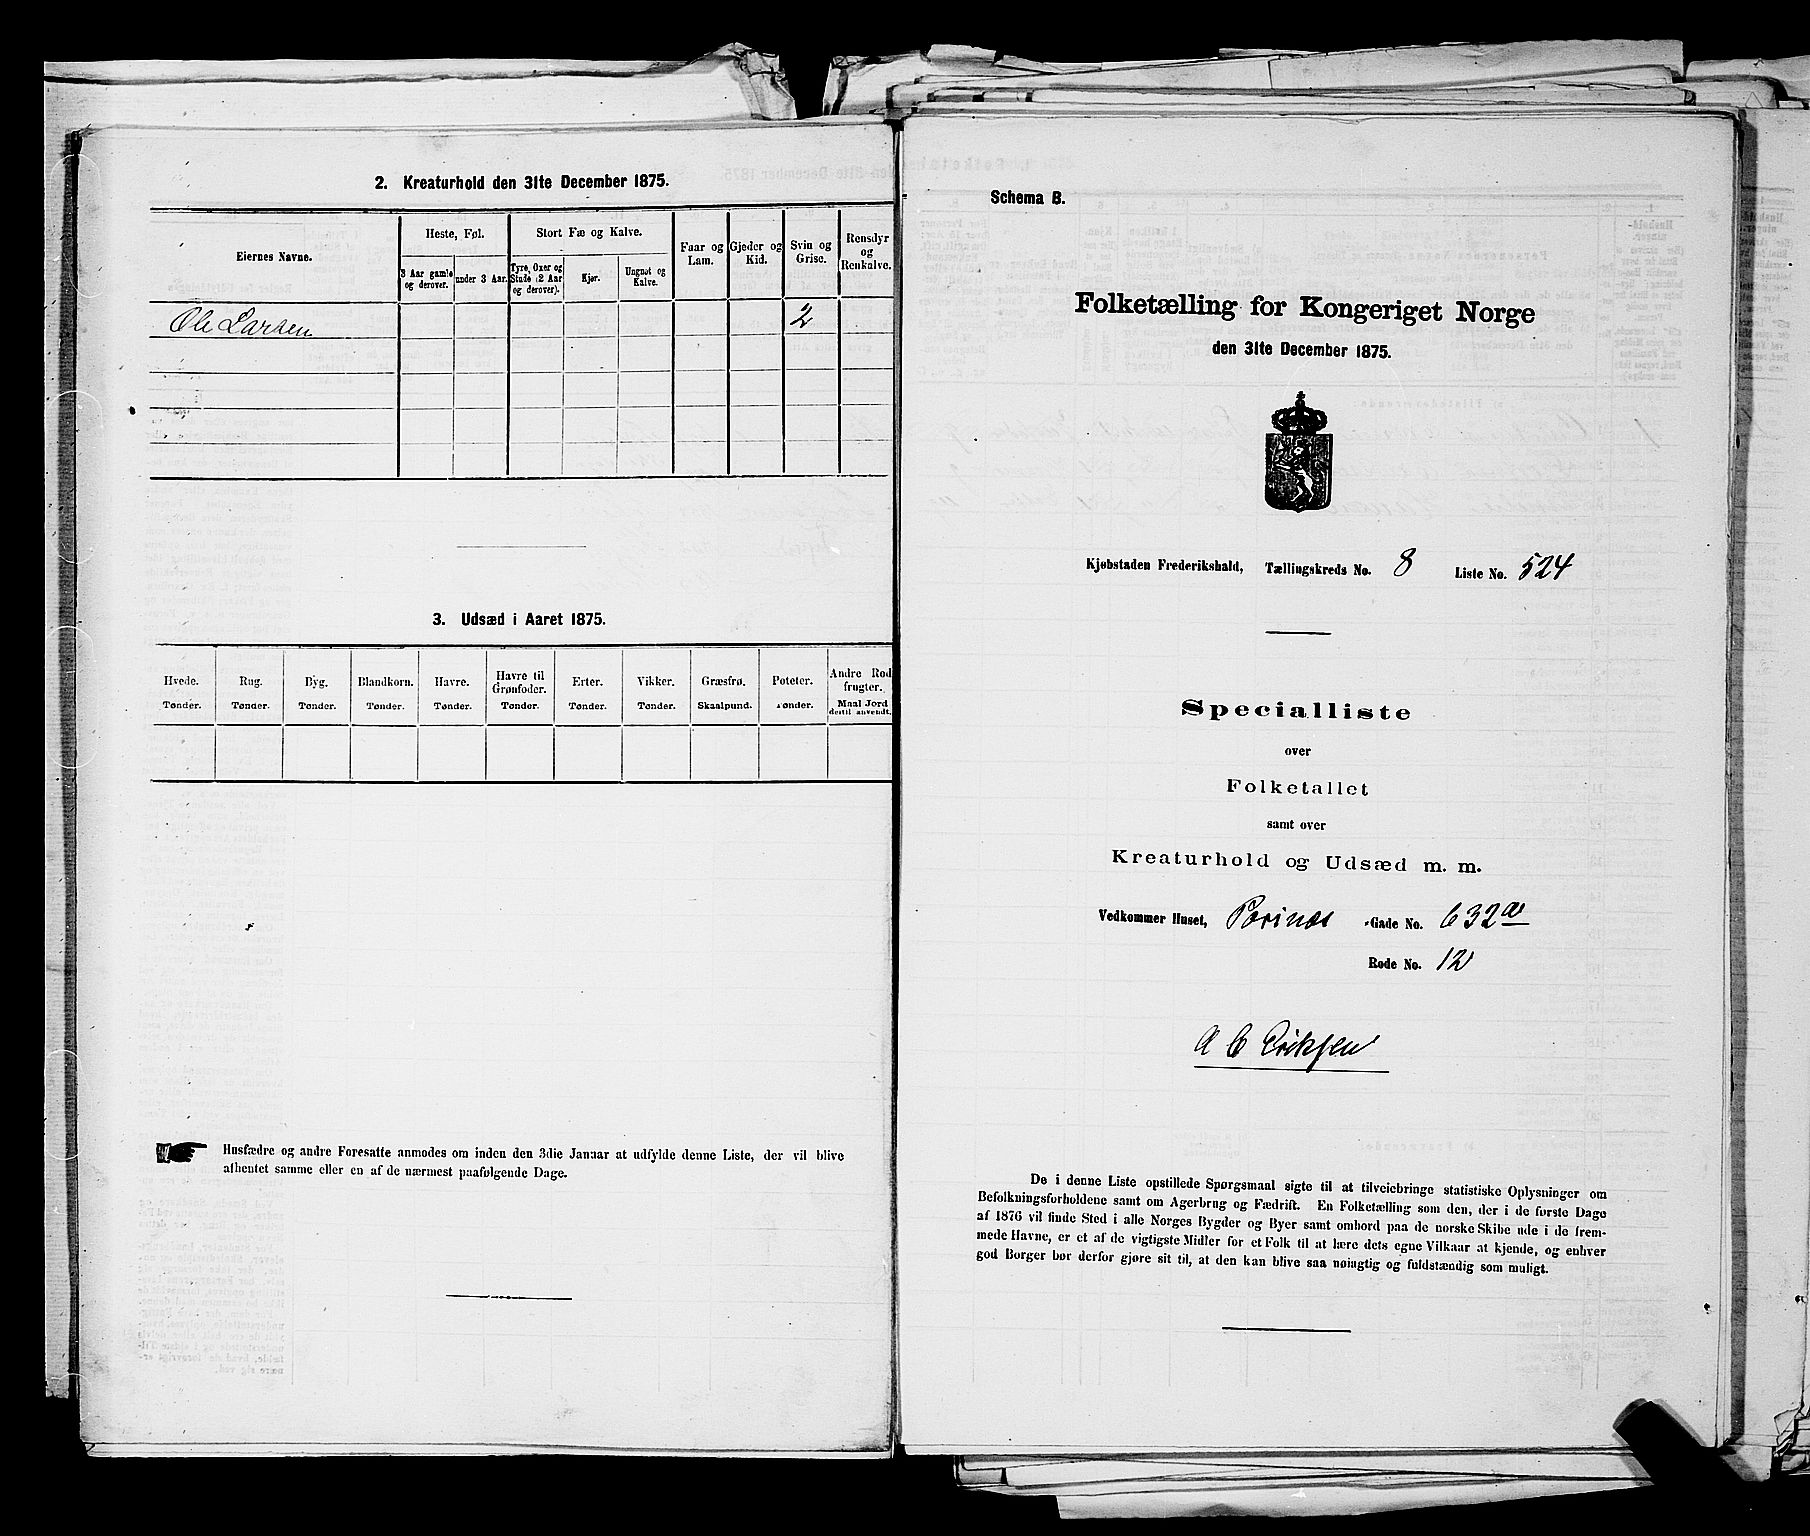 2. Kreaturhold den 31te December 1875.
Eiernes Navne.
Heste, Føl.
3 Aar gamle og derover.
under 3 Aar.
Stort Fæ og Kalve.
Tyre, Oxer og Stude (2 Aar og derover).
Kjør.
Ungnøt og Kalve.
Faar og Lam.
Gjeder og Kid.
Svin og Grise.
Rensdyr og Renkalve.
Ole Larsen 2
3. Udsæd i Aaret 1875.
Hvede. Rug. Byg. Blandkorn. Havre. Havre til Grønfoder. Erter. Vikker. Græsfrø. Poteter. Andre Rodfrugter.
Tønder. Tønder. Tønder. Tønder. Tønder. Tønder. Tønder. Tønder. Skaalpund. Tønder. Maal Jord dertil anvendt.
Husfædre og andre Foresatte anmodes om inden den 3die Januar at udfylde denne Liste, der vil blive
afhentet samme eller en af de nærmest paafølgende Dage.
Schema B.
Folketælling for Kongeriget Norge
den 31te December 1875.
Kjøbstaden Frederikshald, Tællingskreds No. 8 Liste No. 524
Specialliste
over
Folketallet
samt over
Kreaturhold og Udsæd m. m.
Vedkommer Huset, -Gade No. 632a
Rode No. 12
A C Eriksen
De i denne Liste opstillede Spørgsmaal sigte til at tilveiebringe statistiske Oplysninger om
Befolkningsforholdene samt om Agerbrug og Fædrift. En Folketælling som den, der i de første Dage
af 1876 vil finde Sted i alle Norges Bygder og Byer samt ombord paa de norske Skibe ude i de frem-
mede Havne, er et af de vigtigste Midler for et Folk til at lære dets egne Vilkaar at kjende, og enhver
god Borger bør derfor gjøre sit til, at den kan blive saa nøiagtig og fuldstændig som muligt.